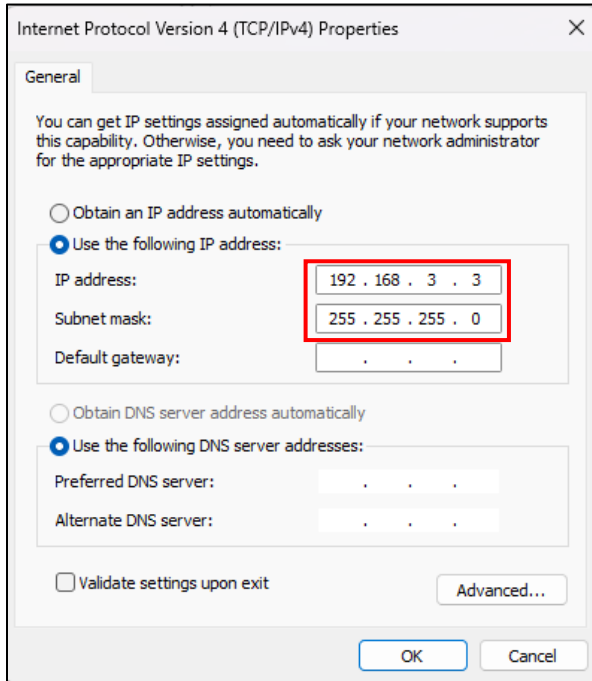 Internet Protocol Version 4 (TCP/IPv4) Properties
General
You can get IP settings assigned automatically if your network supports
this capability. Otherwise, you need to ask your network administrator
for the appropriate IP settings.
Obtain an IP address automatically
Use the following IP address:
IP address: 192 . 168 . 3 . 3
Subnet mask: 255 . 255 . 255 . 0
Default gateway: . . .
Obtain DNS server address automatically
Use the following DNS server addresses:
Preferred DNS server: . . .
Alternate DNS server: . . .
Validate settings upon exit
Advanced...
OK Cancel